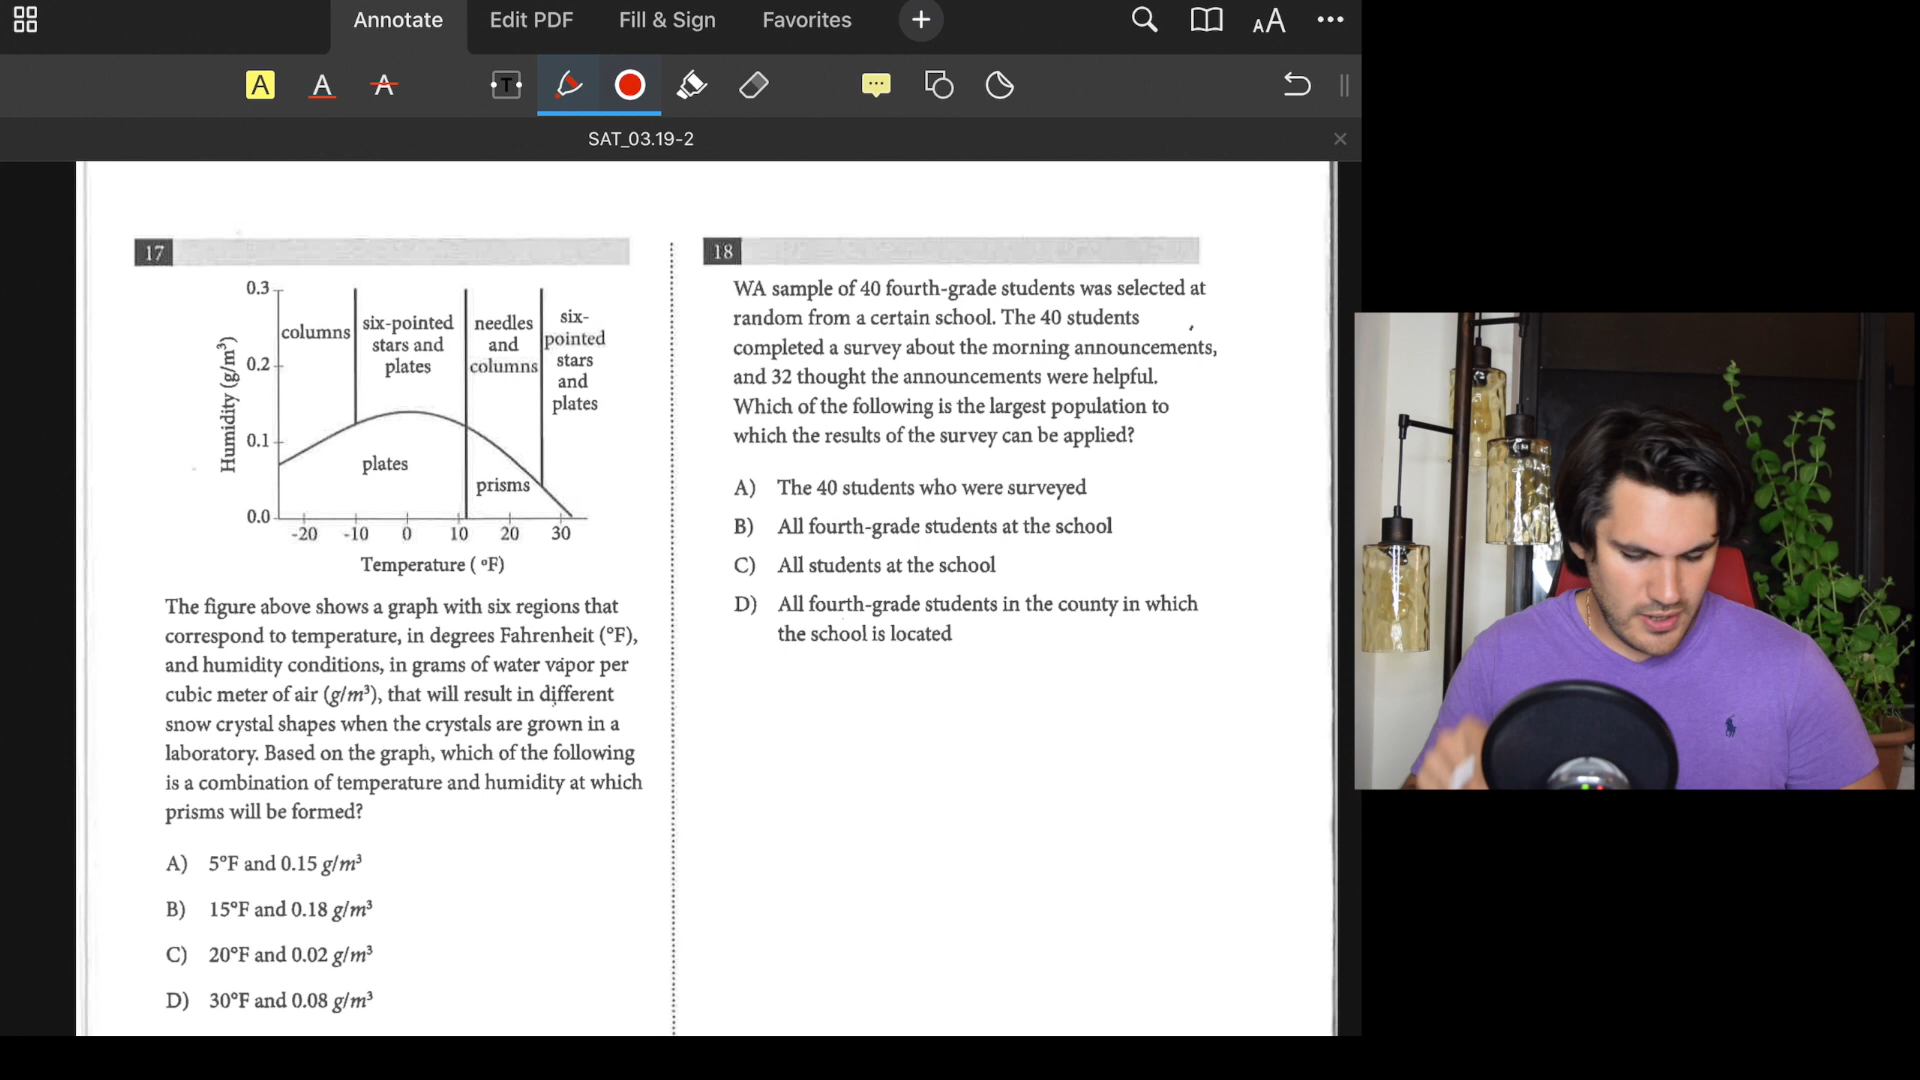 Annotate
Edit PDF
Fill & Sign
Favorites
+
AA
A
A
A
T
SAT_03.19-2
17
0.3
0.2
0.1
0.0
Humidity (g/m³)
columns
six-pointed
stars and
plates
needles
and
columns
six-
pointed
stars
and
plates
plates
prisms
-20 -10 0 10 20 30
Temperature ( °F)
The figure above shows a graph with six regions that
correspond to temperature, in degrees Fahrenheit (°F),
and humidity conditions, in grams of water vapor per
cubic meter of air (g/m³), that will result in different
snow crystal shapes when the crystals are grown in a
laboratory. Based on the graph, which of the following
is a combination of temperature and humidity at which
prisms will be formed?
A) 5°F and 0.15 g/m³
B) 15°F and 0.18 g/m³
C) 20°F and 0.02 g/m³
D) 30°F and 0.08 g/m³
18
WA sample of 40 fourth-grade students was selected at
random from a certain school. The 40 students
completed a survey about the morning announcements,
and 32 thought the announcements were helpful.
Which of the following is the largest population to
which the results of the survey can be applied?
A) The 40 students who were surveyed
B) All fourth-grade students at the school
C) All students at the school
D) All fourth-grade students in the county in which
the school is located